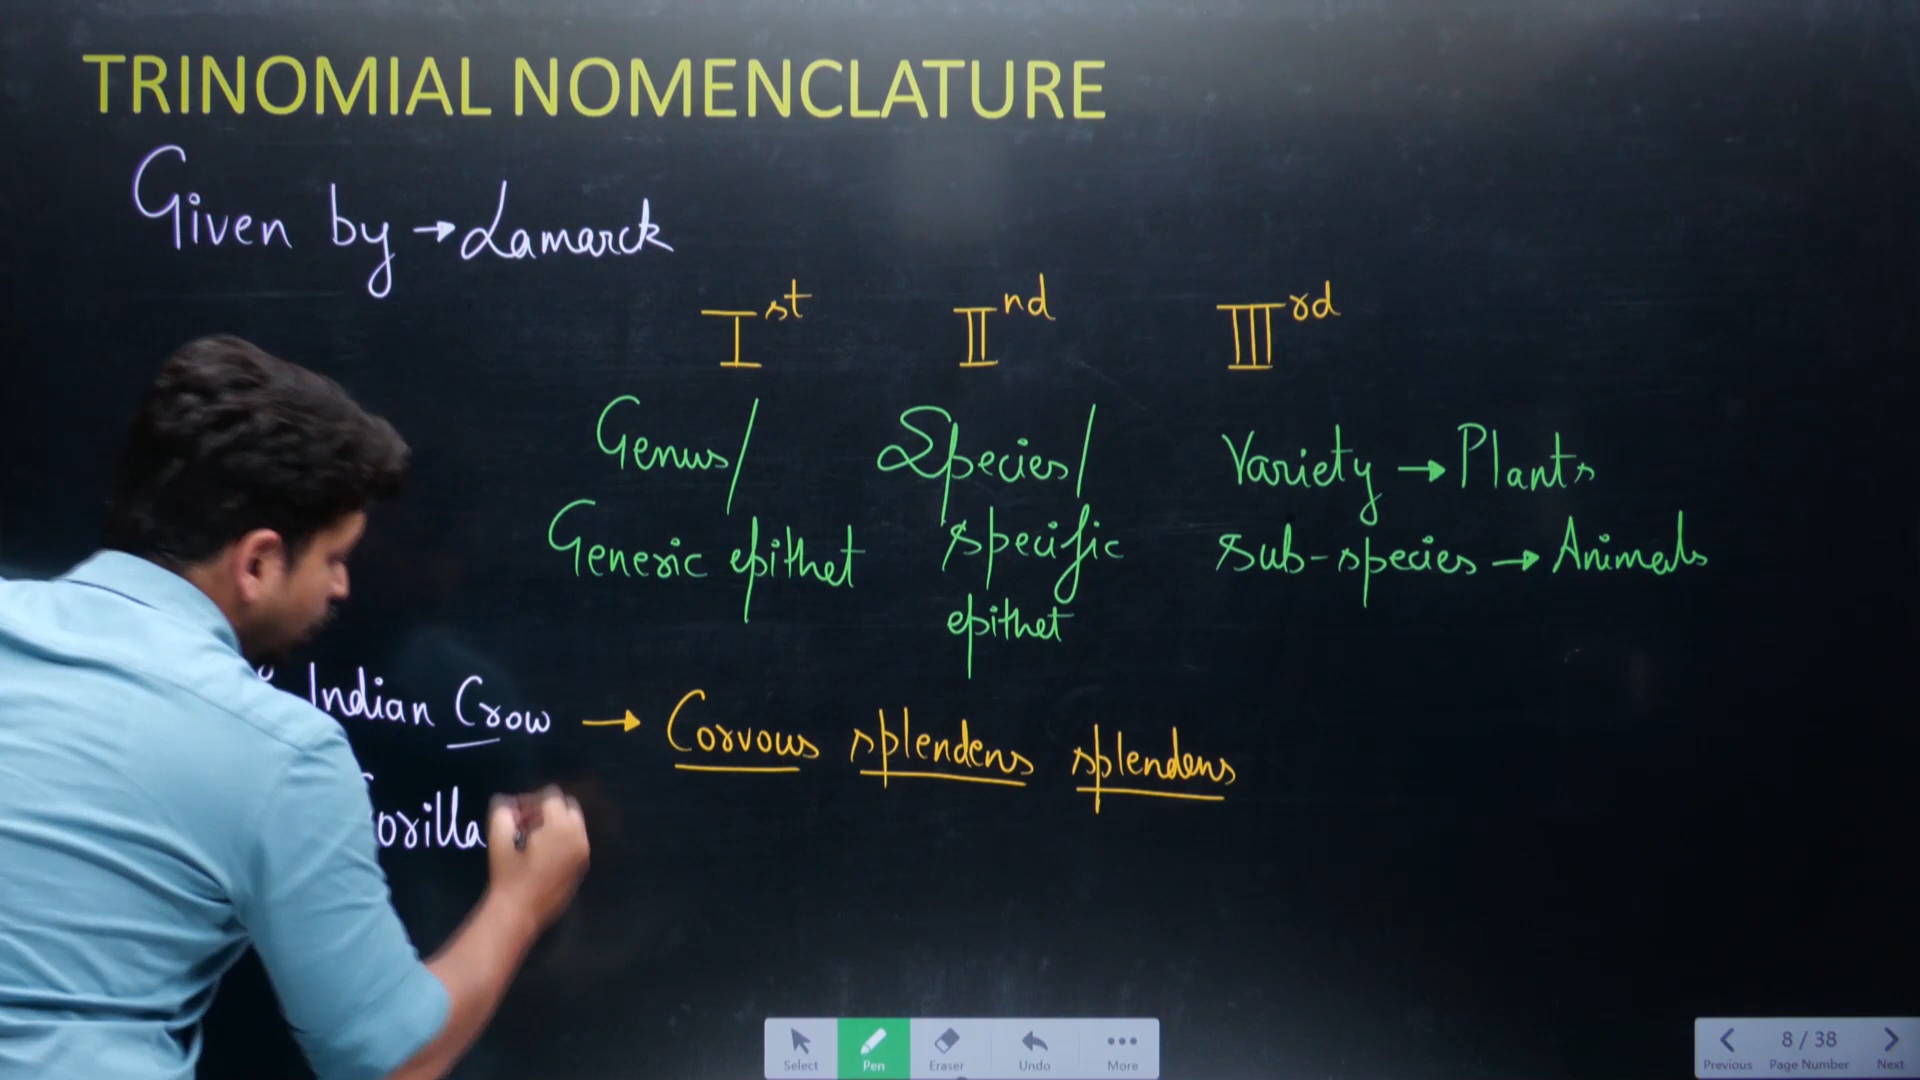 TRINOMIAL NOMENCLATURE
Given by → Lamarck
Ist IInd IIIrd
Genus/ Species/ Variety → Plants
Generic epithet specific sub-species → Animals
epithet
Indian Crow → Corvous splendens splendens
orilla
Select Pen Eraser Undo More
8 / 38
Previous Page Number Next